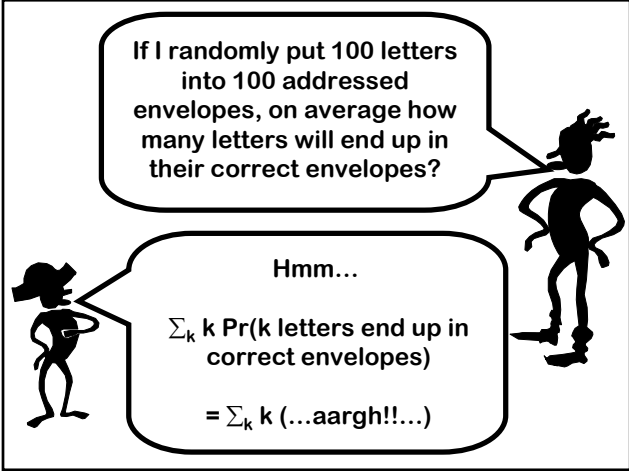 If I randomly put 100 letters
into 100 addressed
envelopes, on average how
many letters will end up in
their correct envelopes?
Hmm…
∑k k Pr(k letters end up in
correct envelopes)
= ∑k k (…aargh!!…)